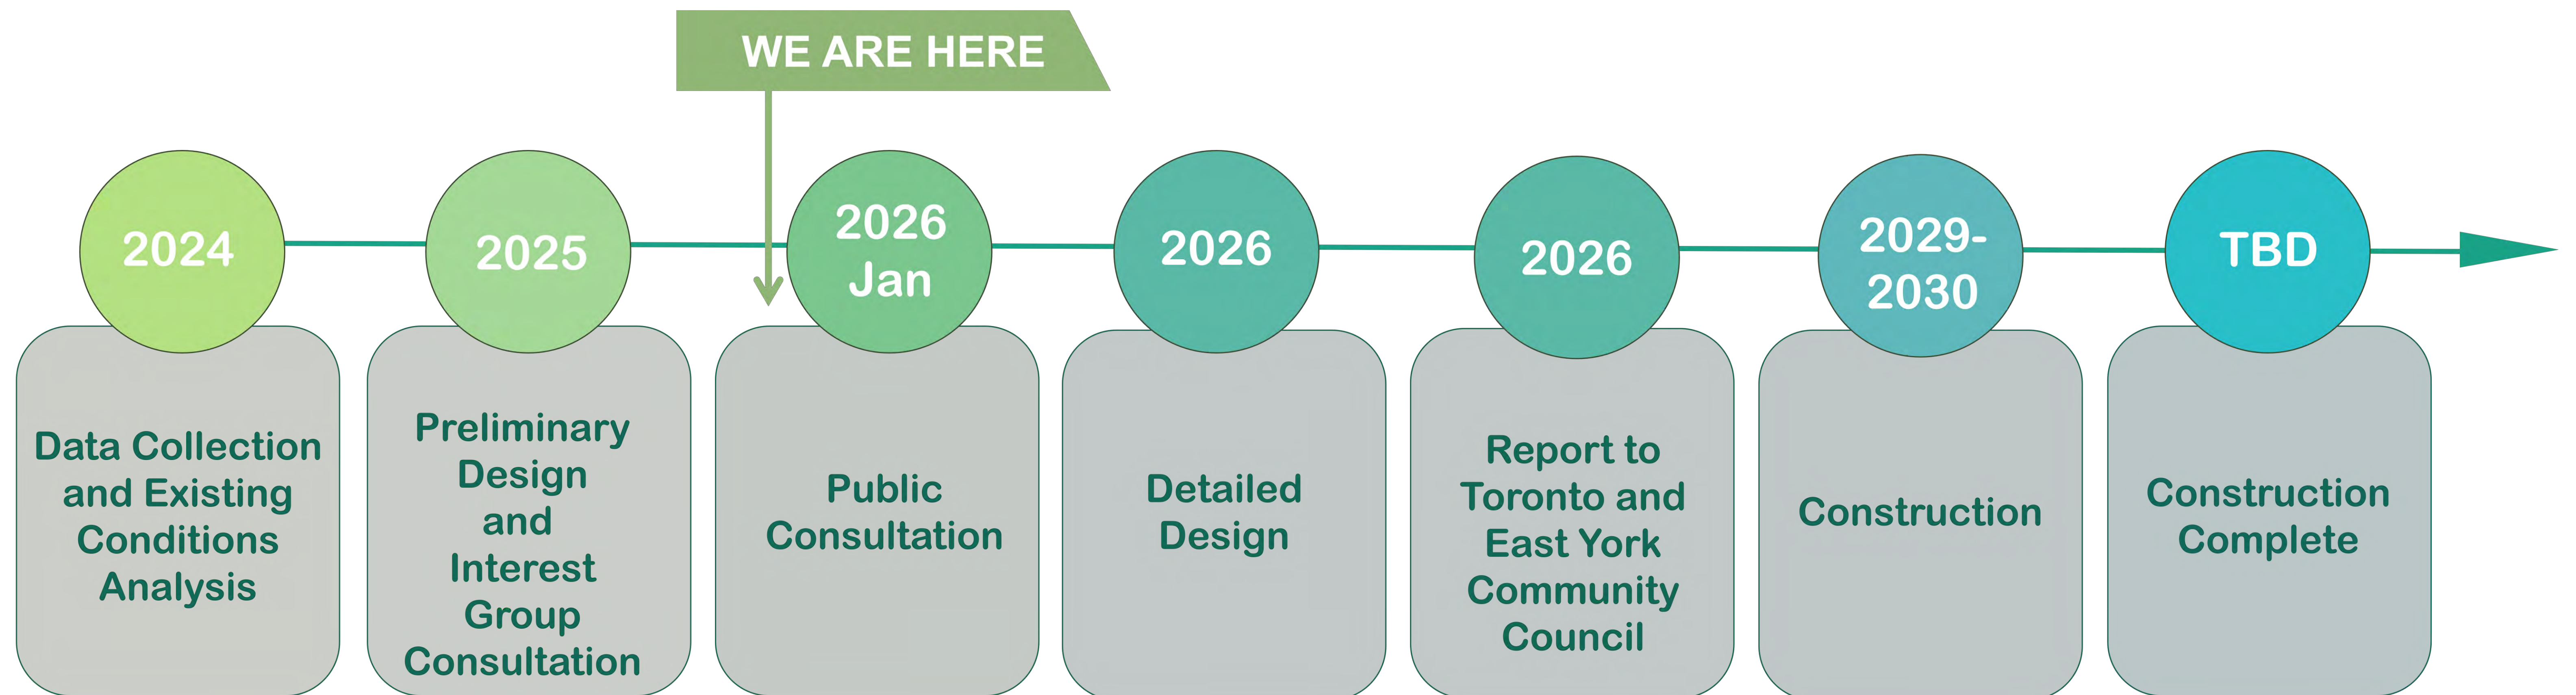 WE ARE HERE
2024
2025
2026
Jan
2026
2026
2029-
2030
TBD
Data Collection
and Existing
Conditions
Analysis
Preliminary
Design
and
Interest
Group
Consultation
Public
Consultation
Detailed
Design
Report to
Toronto and
East York
Community
Council
Construction
Construction
Complete